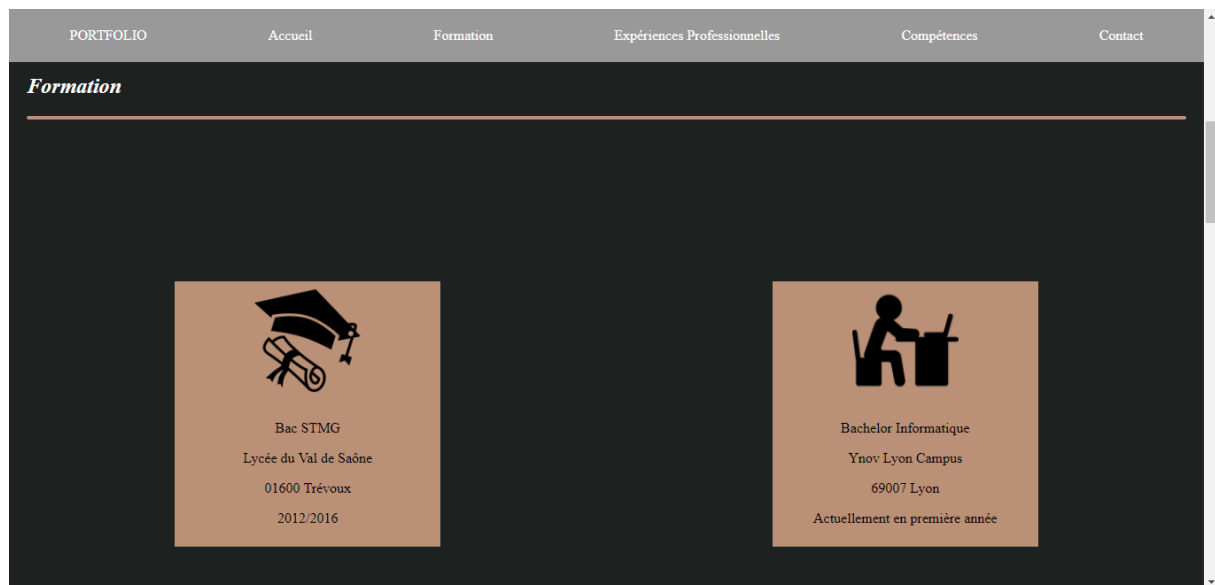 PORTFOLIO Accueil Formation Expériences Professionnelles Compétences Contact
Formation
Bac STMG
Lycée du Val de Saône
01600 Trévoux
2012/2016
Bachelor Informatique
Ynov Lyon Campus
69007 Lyon
Actuellement en première année